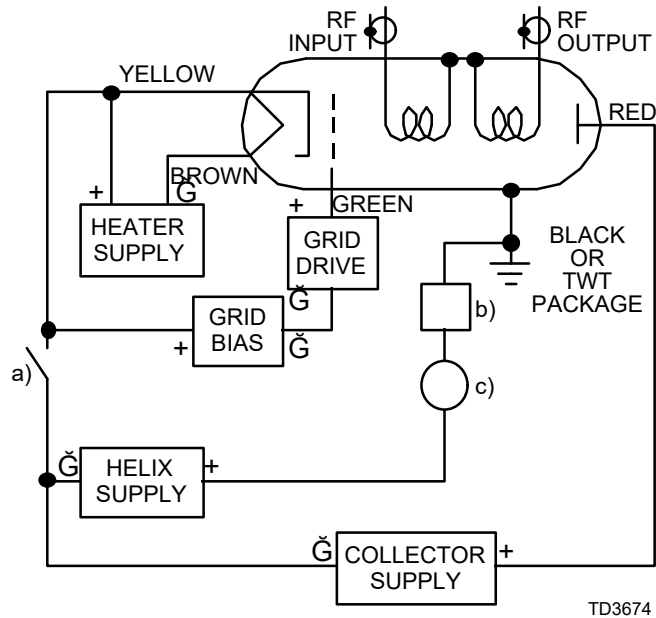 RF
INPUT
RF
OUTPUT
YELLOW
RED
BROWN
+
Ğ
HEATER
SUPPLY
+
GREEN
GRID
DRIVE
Ğ
BLACK
OR
TWT
PACKAGE
GRID
BIAS
+
Ğ
a)
b)
c)
Ğ
HELIX
SUPPLY
+
Ğ
COLLECTOR
SUPPLY
+
TD3674